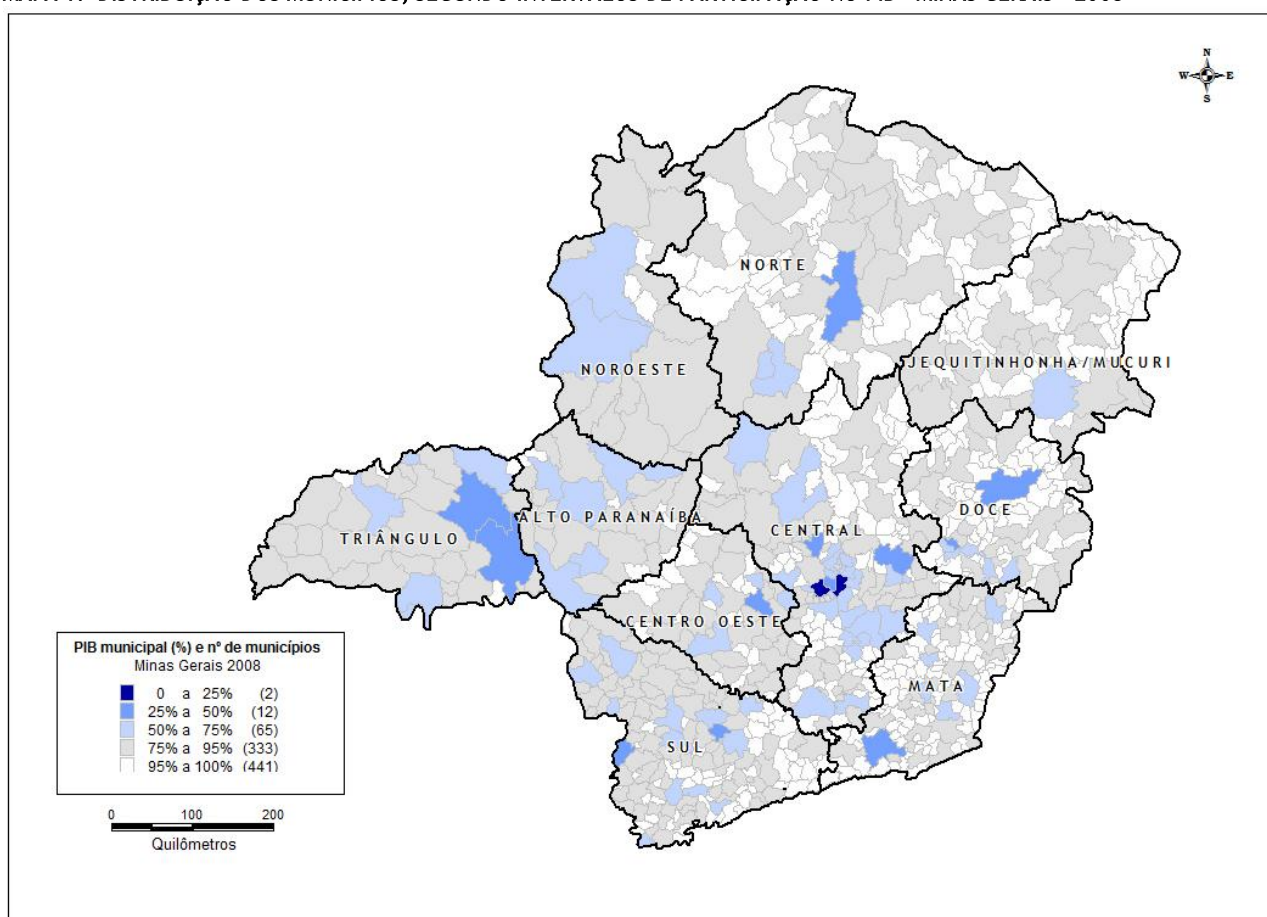 N
W E
S
NORTE
NOROESTE
JEQUITINHONHA/MUCURI
DOCE
ALTO PARANAÍBA
TRIÂNGULO
CENTRAL
CENTRO OESTE
MATA
SUL
PIB municipal (%) e nº de municípios
Minas Gerais 2008
0 a 25% (2)
25% a 50% (12)
50% a 75% (65)
75% a 95% (333)
95% a 100% (441)
0 100 200
Quilômetros